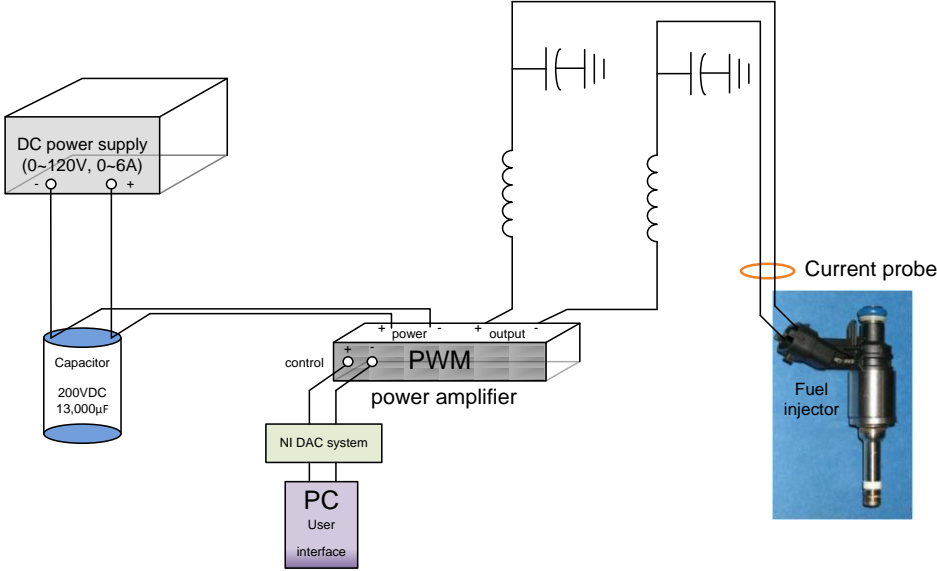 DC power supply
(0~120V, 0~6A)
- +
Current probe
+ power - + output -
control + -
PWM
power amplifier
Capacitor
200VDC
13,000μF
Fuel
injector
NI DAC system
PC
User
interface